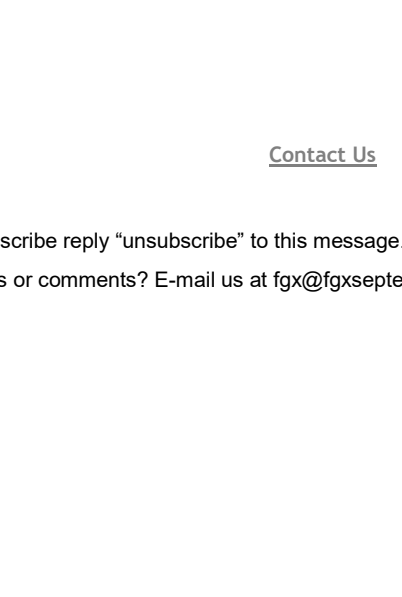 Contact Us
scribe reply “unsubscribe” to this message.
s or comments? E-mail us at fgx@fgxsepte